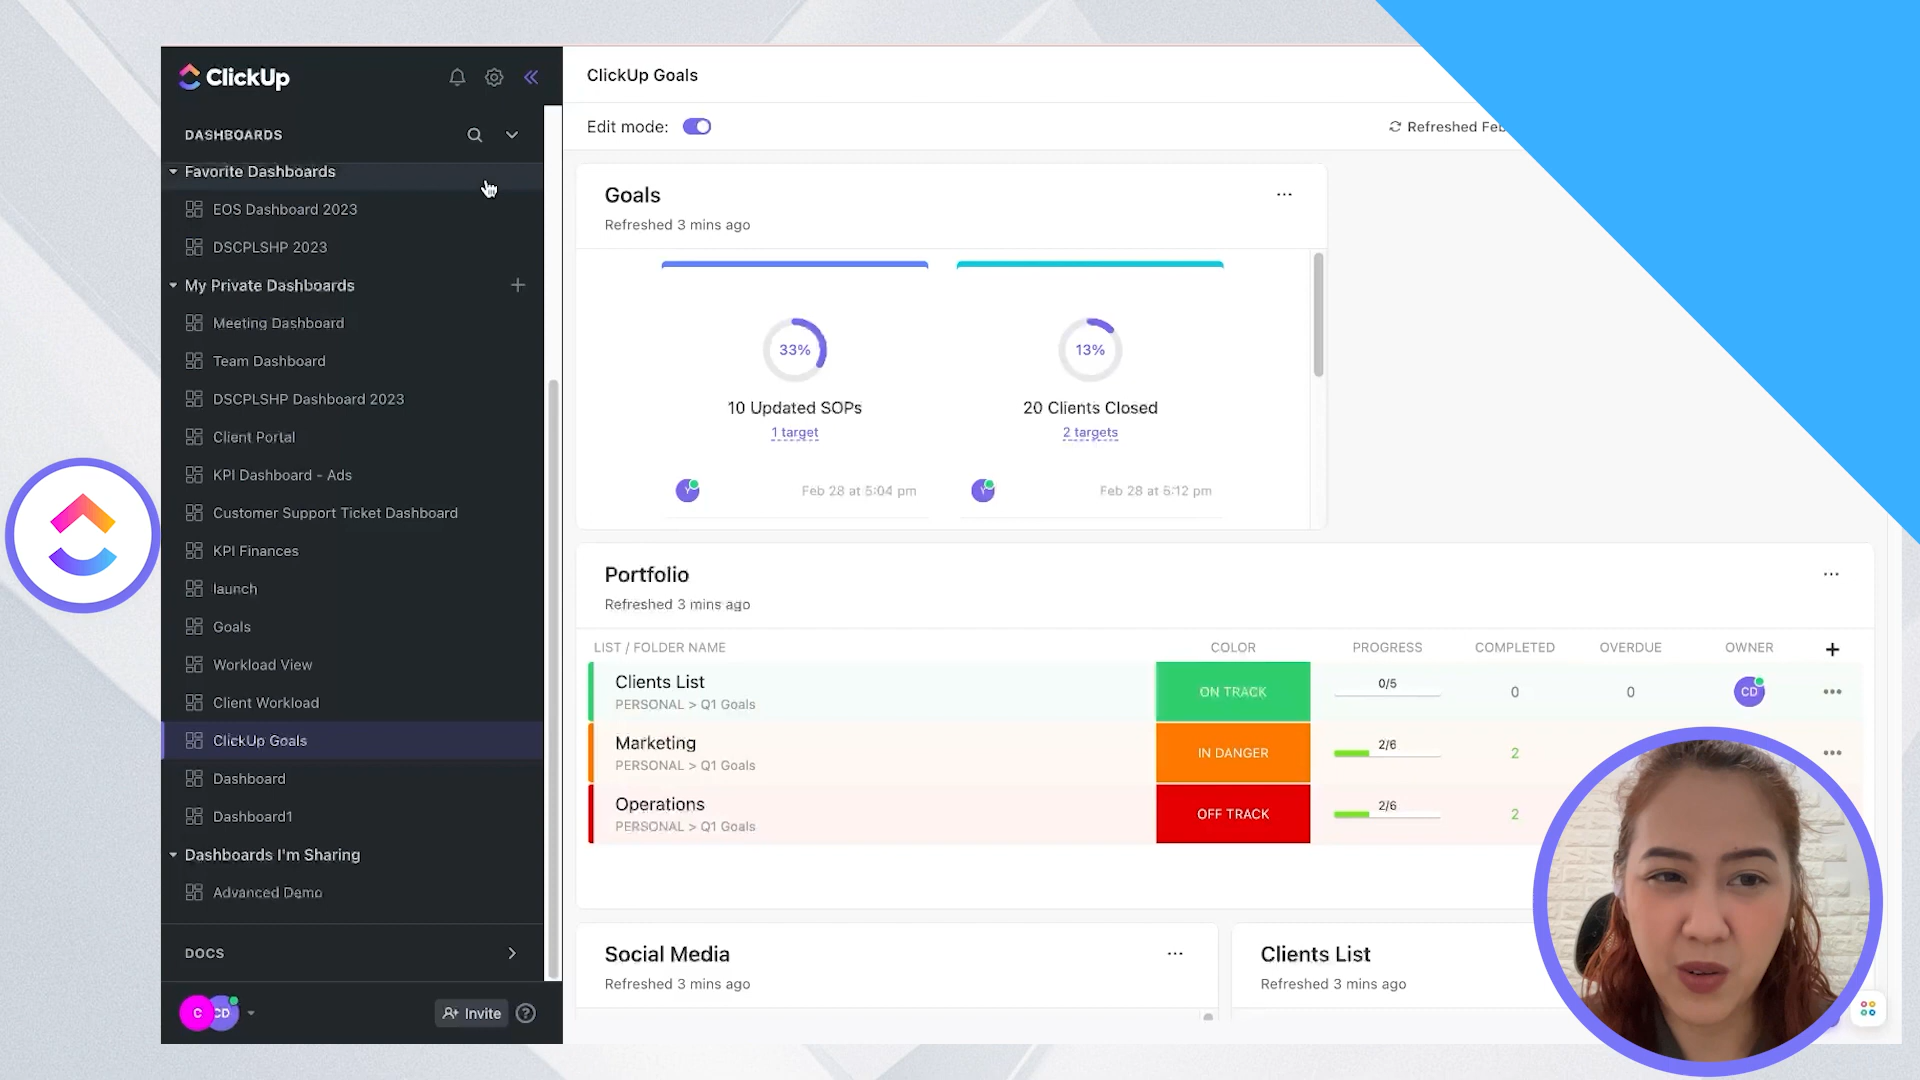 ClickUp
DASHBOARDS
Favorite Dashboards
EOS Dashboard 2023
DSCPLSHP 2023
My Private Dashboards
Meeting Dashboard
Team Dashboard
DSCPLSHP Dashboard 2023
Client Portal
KPI Dashboard - Ads
Customer Support Ticket Dashboard
KPI Finances
launch
Goals
Workload View
Client Workload
ClickUp Goals
Dashboard
Dashboard1
Dashboards I'm Sharing
Advanced Demo
DOCS
C CD
Invite
ClickUp Goals
Edit mode:
Refreshed Feb
Goals
Refreshed 3 mins ago
33% 13%
10 Updated SOPs 20 Clients Closed
1 target 2 targets
Y Feb 28 at 5:04 pm Y Feb 28 at 5:12 pm
Portfolio
Refreshed 3 mins ago
LIST / FOLDER NAME COLOR PROGRESS COMPLETED OVERDUE OWNER
Clients List
PERSONAL > Q1 Goals
ON TRACK 0/5 0 0 CD
Marketing
PERSONAL > Q1 Goals
IN DANGER 2/6 2
Operations
PERSONAL > Q1 Goals
OFF TRACK 2/6 2
Social Media
Refreshed 3 mins ago
Clients List
Refreshed 3 mins ago